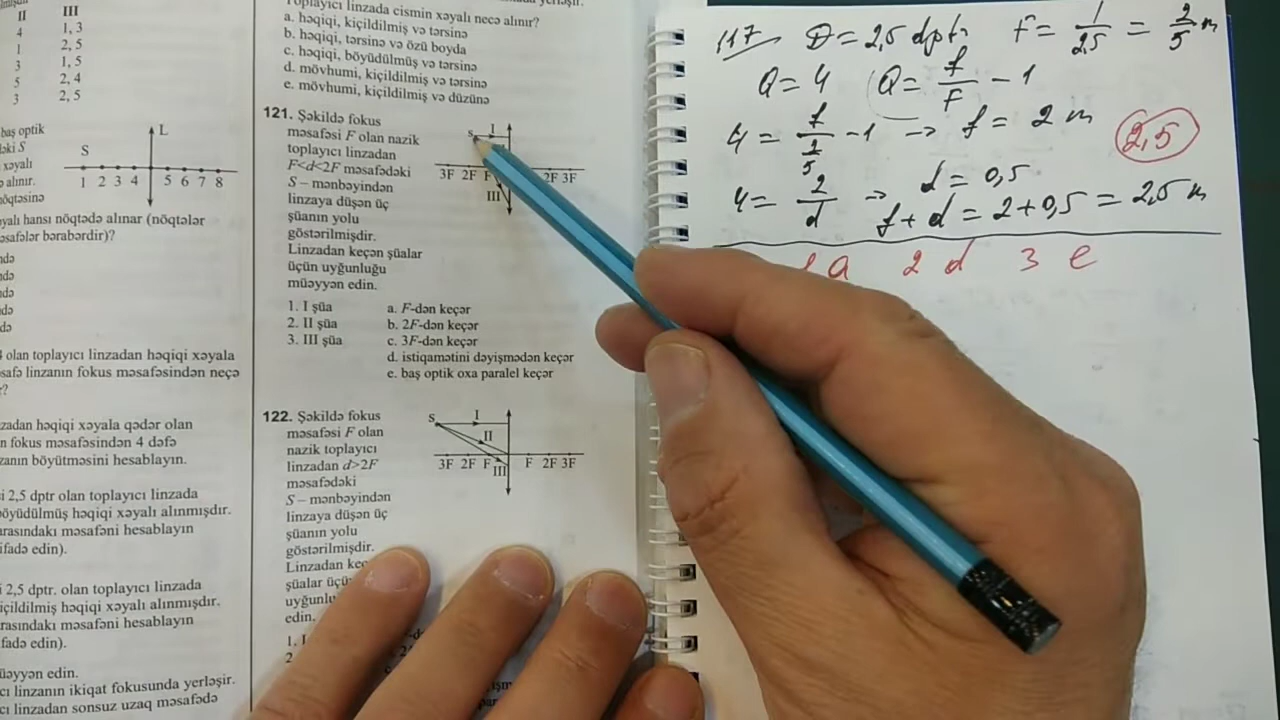 II III
4 1, 3
1 2, 5
3 1, 5
5 2, 4
3 2, 5
baş optik
S
xəyalı
alınır.
nöqtəsinə
S L
1 2 3 4 5 6 7 8
hansı nöqtədə alınar (nöqtələr
bərabərdir)?
olan toplayıcı linzadan həqiqi xəyala
linzanın fokus məsafəsindən neçə
həqiqi xəyala qədər olan
fokus məsafəsindən 4 dəfə
böyütməsini hesablayın.
2,5 dptr olan toplayıcı linzada
böyüdülmüş həqiqi xəyalı alınmışdır.
arasındakı məsafəni hesablayın
ifadə edin).
2,5 dptr. olan toplayıcı linzada
kiçildilmiş həqiqi xəyalı alınmışdır.
arasındakı məsafəni hesablayın
ifadə edin).
müəyyən edin.
linzanın ikiqat fokusunda yerləşir.
linzadan sonsuz uzaq məsafədə
yerləşir.
linzada cismin xəyalı necə alınır?
a. həqiqi, kiçildilmiş və tərsinə
b. həqiqi, tərsinə və özü boyda
c. həqiqi, böyüdülmüş və tərsinə
d. mövhumi, kiçildilmiş və tərsinə
e. mövhumi, kiçildilmiş və düzünə
121. Şəkildə fokus
məsafəsi F olan nazik
toplayıcı linzadan
F<d<2F məsafədəki
S – mənbəyindən
linzaya düşən üç
şüanın yolu
göstərilmişdir.
Linzadan keçən şüalar
üçün uyğunluğu
müəyyən edin.
S I
3F 2F F 2F 3F
III
1. I şüa a. F-dən keçər
2. II şüa b. 2F-dən keçər
3. III şüa c. 3F-dən keçər
d. istiqamətini dəyişmədən keçər
e. baş optik oxa paralel keçər
122. Şəkildə fokus
məsafəsi F olan
nazik toplayıcı
linzadan d>2F
məsafədəki
S – mənbəyindən
linzaya düşən üç
şüanın yolu
göstərilmişdir.
Linzadan
şüalar
edin.
S I
II
3F 2F F F 2F 3F
III
117 D = 2,5 dptr F = 1/2,5 = 2/5 m
Q = 4 Q = f/F - 1
4 = f/(2/5) - 1 → f = 2 m
2,5
4 = 2/d → d = 0,5
f + d = 2 + 0,5 = 2,5 m
a 2 d 3 e